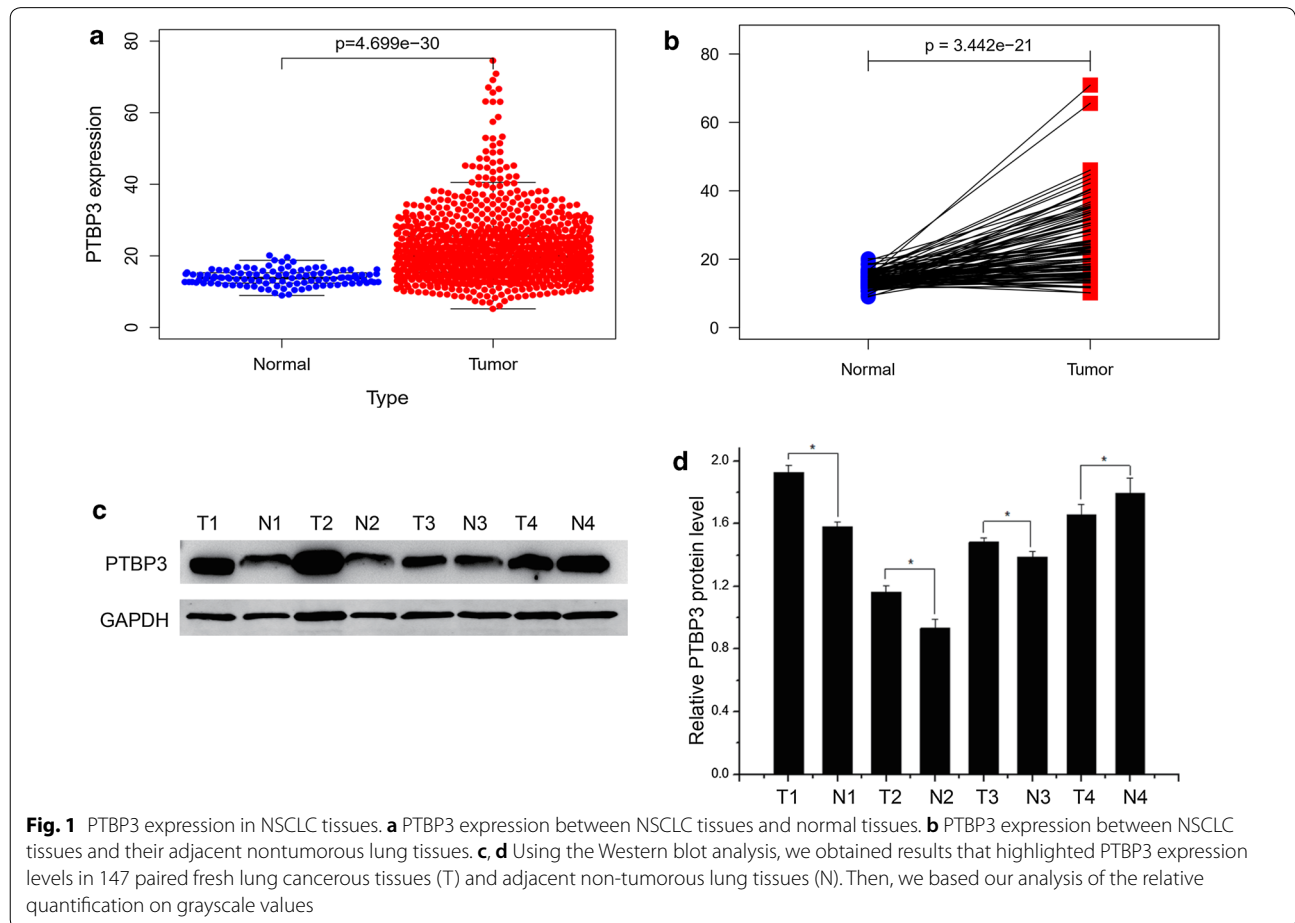 a
p=4.699e−30
PTBP3 expression
80
60
40
20
0
Normal
Tumor
Type
b
p = 3.442e−21
80
60
40
20
0
Normal
Tumor
c
T1 N1 T2 N2 T3 N3 T4 N4
PTBP3
GAPDH
d
Relative PTBP3 protein level
2.0
1.6
1.2
0.8
0.4
0.0
*
*
*
*
T1 N1 T2 N2 T3 N3 T4 N4
Fig. 1 PTBP3 expression in NSCLC tissues. a PTBP3 expression between NSCLC tissues and normal tissues. b PTBP3 expression between NSCLC
tissues and their adjacent nontumorous lung tissues. c, d Using the Western blot analysis, we obtained results that highlighted PTBP3 expression
levels in 147 paired fresh lung cancerous tissues (T) and adjacent non-tumorous lung tissues (N). Then, we based our analysis of the relative
quantification on grayscale values